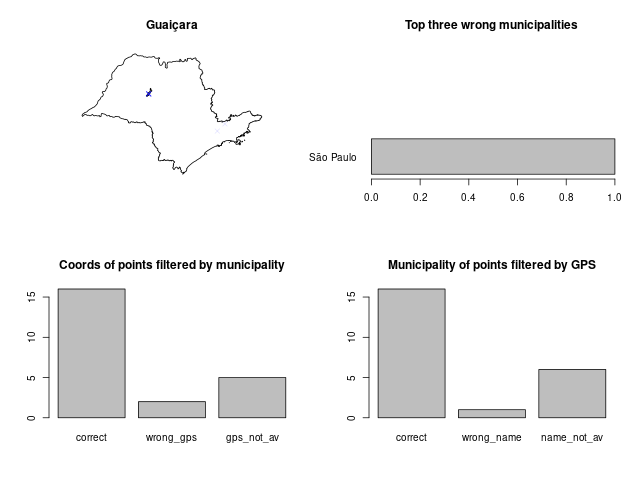 Guaiçara
Top three wrong municipalities
São Paulo
0.0 0.2 0.4 0.6 0.8 1.0
Coords of points filtered by municipality
15
10
5
0
correct wrong_gps gps_not_av
Municipality of points filtered by GPS
15
10
5
0
correct wrong_name name_not_av